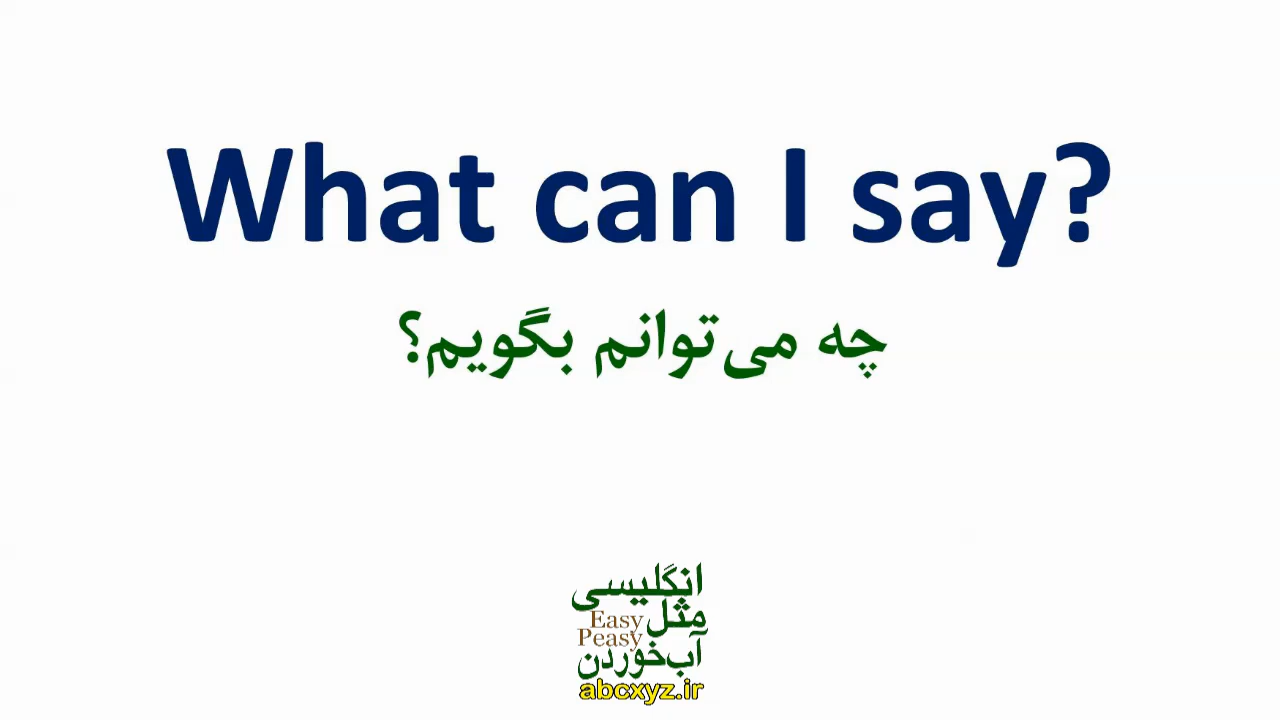 What can I say?
چه می‌توانم بگویم؟
انگلیسی
مثل
Easy
Peasy
آب‌خوردن
abcxyz.ir